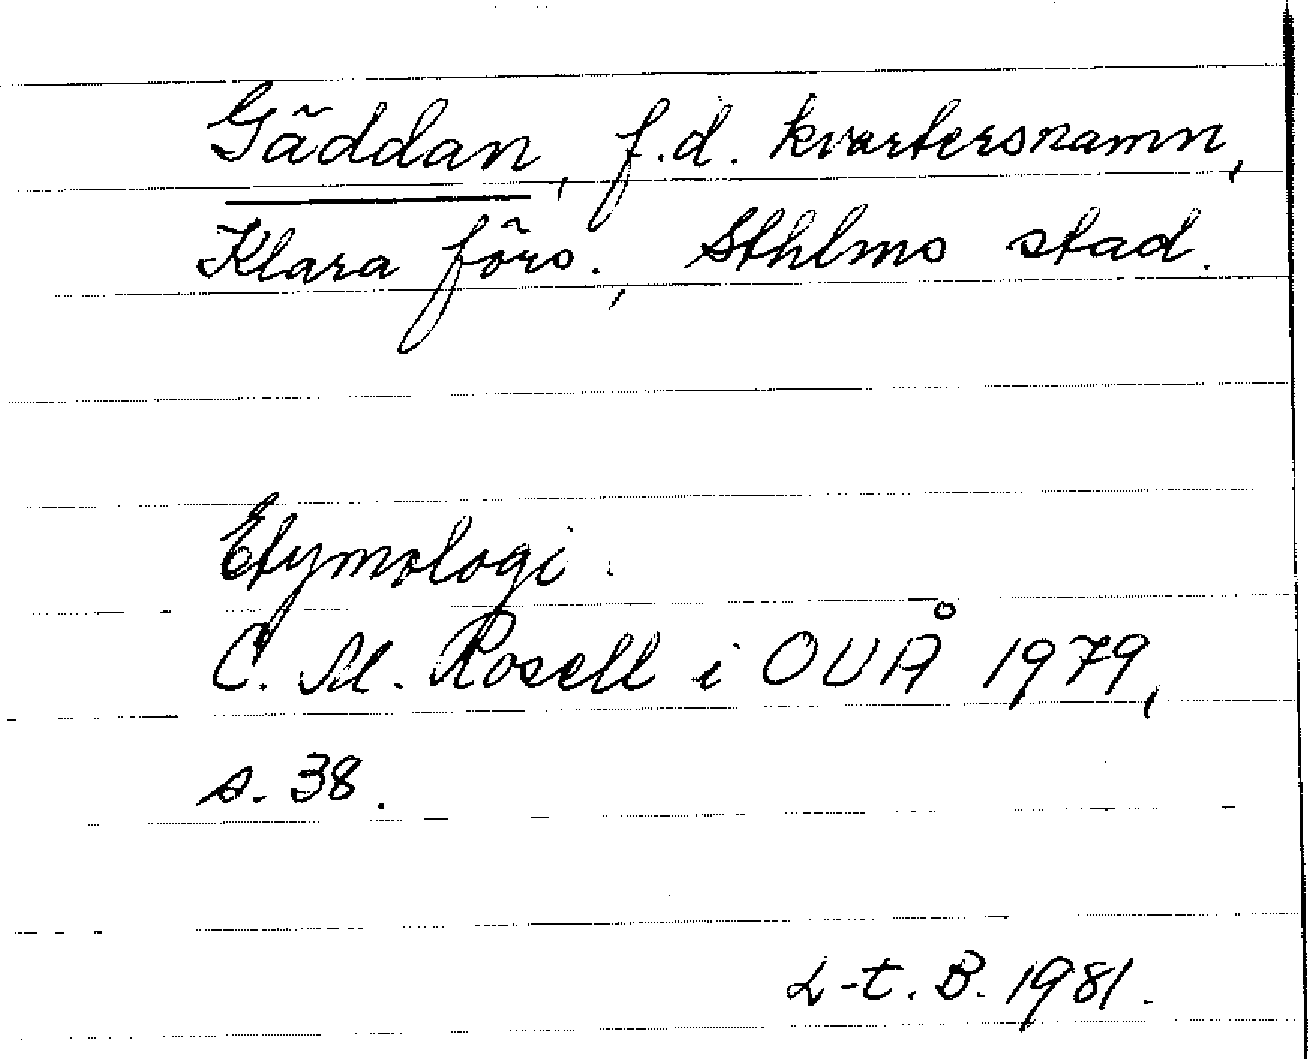 Gäddan, f.d. kvartersnamn,
Klara förs., Sthlms stad.
Etymologi.
C. M. Rosell i OUÅ 1979,
s. 38.
L-t. B. 1981.